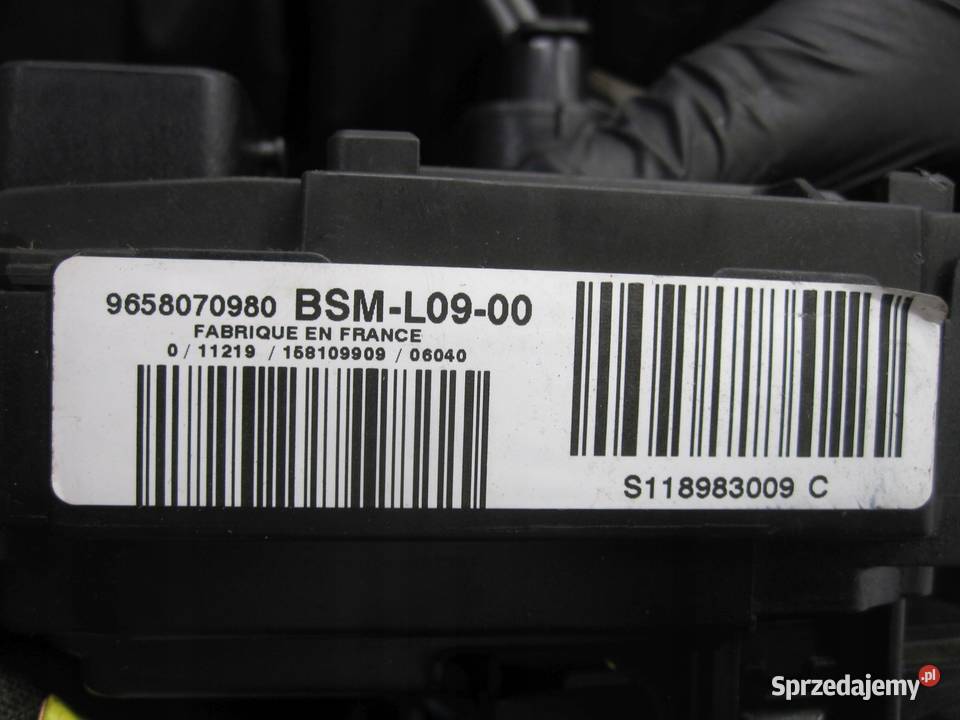 9658070980 BSM-L09-00
FABRIQUE EN FRANCE
0 / 11219 / 158109909 / 06040
S118983009 C
Sprzedajemy.pl